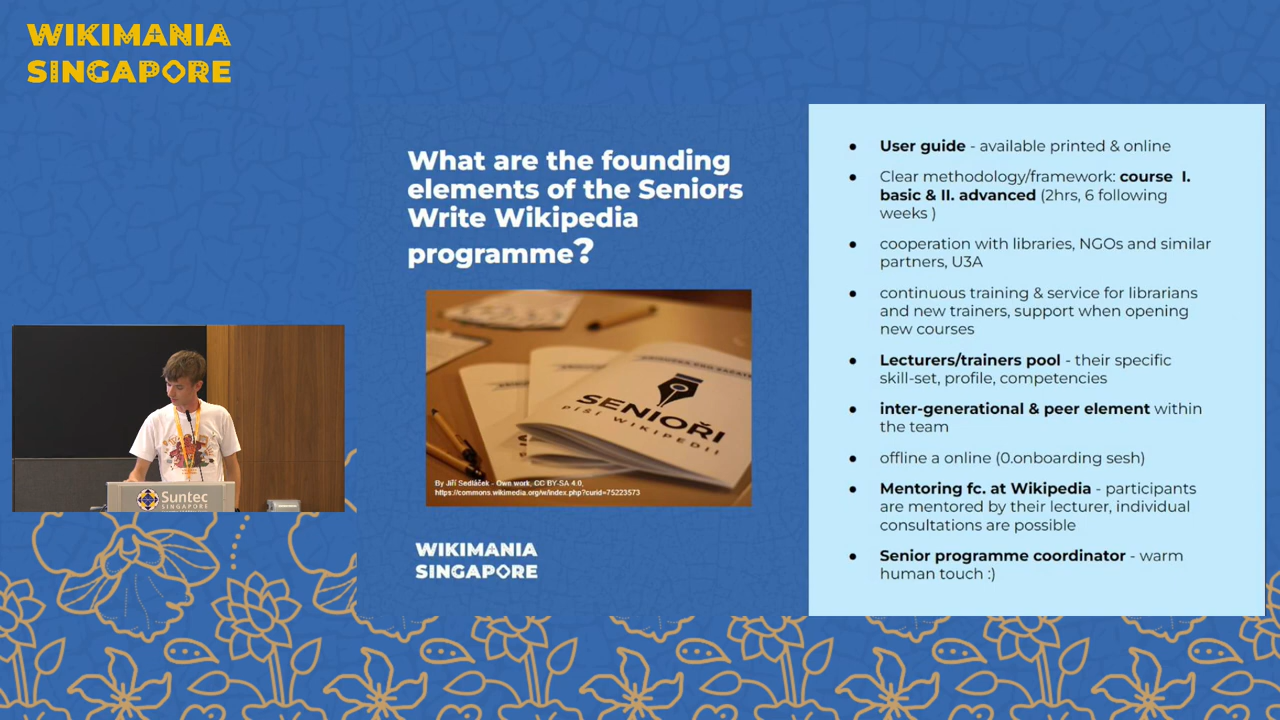 WIKIMANIA
SINGAPORE
What are the founding
elements of the Seniors
Write Wikipedia
programme?
SENIOŘI
PÍŠÍ WIKIPEDII
By Jiří Sedláček - Own work, CC BY-SA 4.0,
https://commons.wikimedia.org/w/index.php?curid=75223573
WIKIMANIA
SINGAPORE
Suntec
SINGAPORE
● User guide - available printed & online
● Clear methodology/framework: course I.
basic & II. advanced (2hrs, 6 following
weeks )
● cooperation with libraries, NGOs and similar
partners, U3A
● continuous training & service for librarians
and new trainers, support when opening
new courses
● Lecturers/trainers pool - their specific
skill-set, profile, competencies
● inter-generational & peer element within
the team
● offline a online (0.onboarding sesh)
● Mentoring fc. at Wikipedia - participants
are mentored by their lecturer, individual
consultations are possible
● Senior programme coordinator - warm
human touch :)